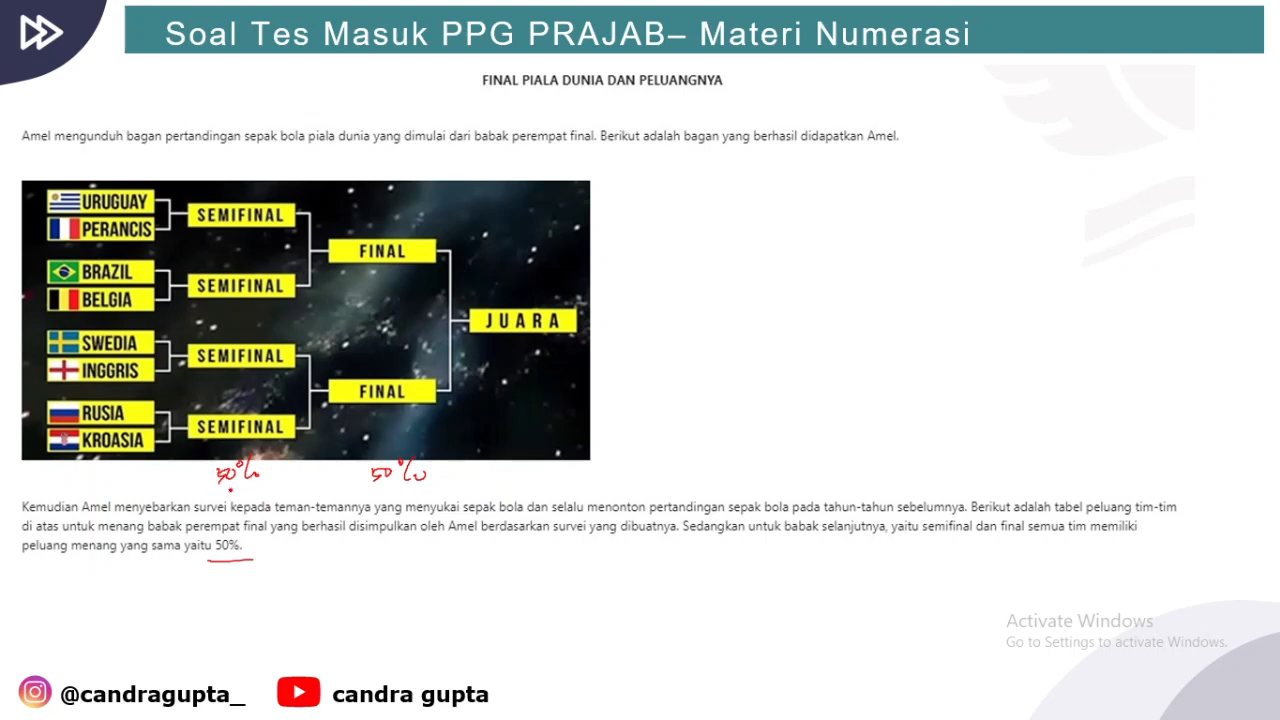 Soal Tes Masuk PPG PRAJAB– Materi Numerasi
FINAL PIALA DUNIA DAN PELUANGNYA
Amel mengunduh bagan pertandingan sepak bola piala dunia yang dimulai dari babak perempat final. Berikut adalah bagan yang berhasil didapatkan Amel.
URUGUAY
SEMIFINAL
PERANCIS
FINAL
BRAZIL
SEMIFINAL
BELGIA
JUARA
SWEDIA
SEMIFINAL
INGGRIS
FINAL
RUSIA
SEMIFINAL
KROASIA
50% 50%
Kemudian Amel menyebarkan survei kepada teman-temannya yang menyukai sepak bola dan selalu menonton pertandingan sepak bola pada tahun-tahun sebelumnya. Berikut adalah tabel peluang tim-tim
di atas untuk menang babak perempat final yang berhasil disimpulkan oleh Amel berdasarkan survei yang dibuatnya. Sedangkan untuk babak selanjutnya, yaitu semifinal dan final semua tim memiliki
peluang menang yang sama yaitu 50%.
Activate Windows
Go to Settings to activate Windows.
@candragupta_ candra gupta